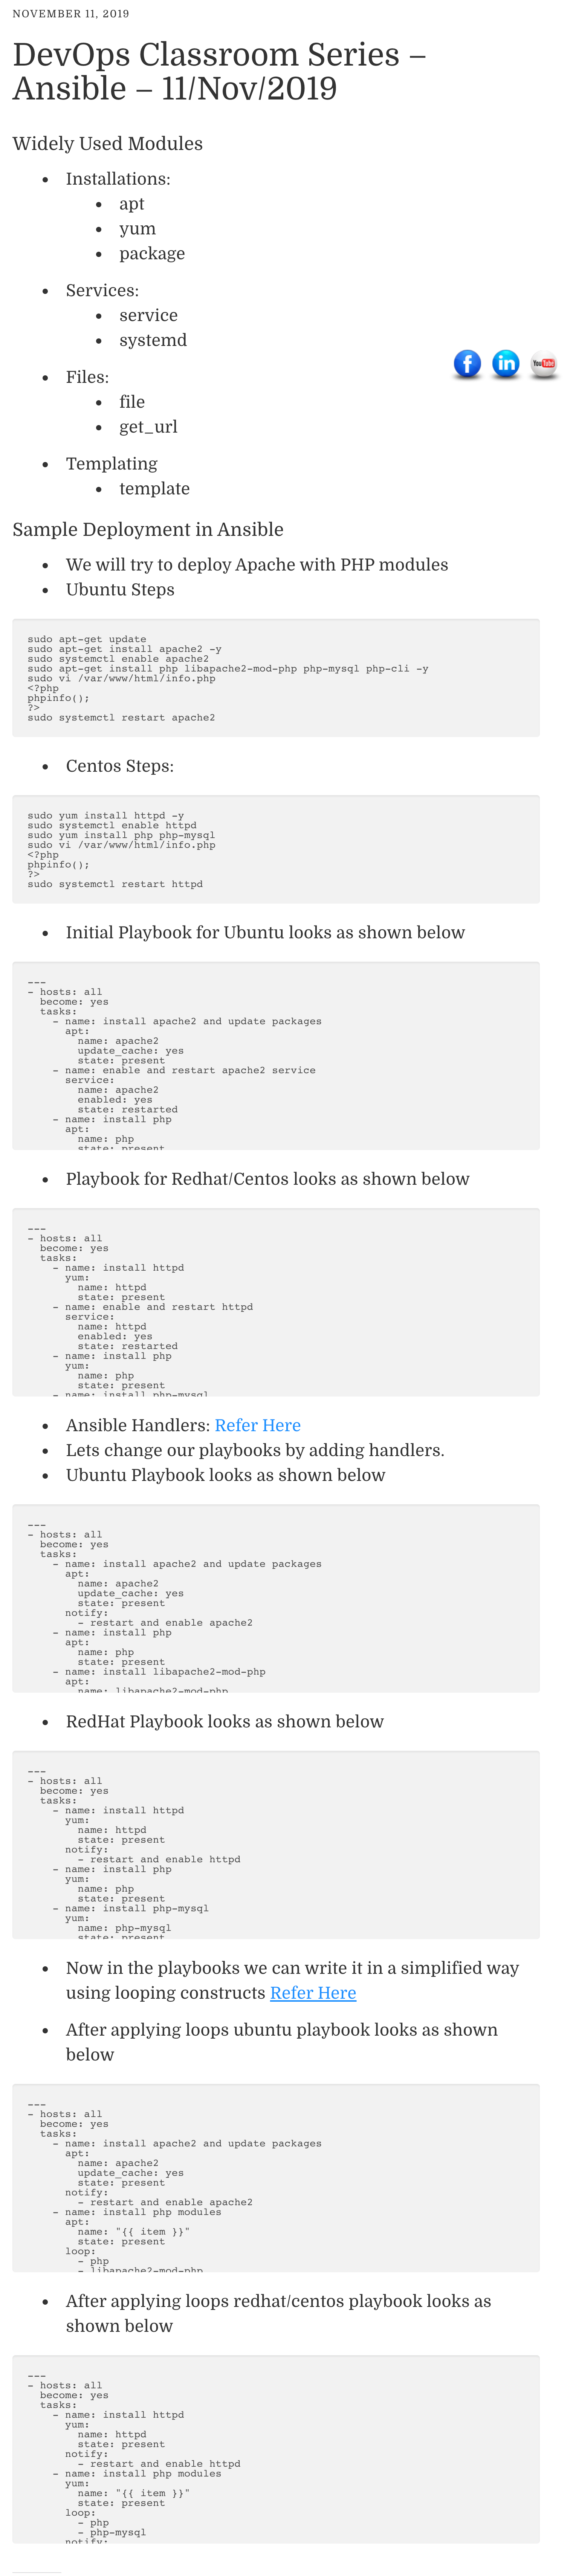 NOVEMBER 11, 2019
DevOps Classroom Series –
Ansible – 11/Nov/2019
Widely Used Modules
• Installations:
• apt
• yum
• package
• Services:
• service
• systemd
• Files:
• file
• get_url
• Templating
• template
f
in
YouTube
Sample Deployment in Ansible
• We will try to deploy Apache with PHP modules
• Ubuntu Steps
sudo apt-get update
sudo apt-get install apache2 -y
sudo systemctl enable apache2
sudo apt-get install php libapache2-mod-php php-mysql php-cli -y
sudo vi /var/www/html/info.php
<?php
phpinfo();
?>
sudo systemctl restart apache2
• Centos Steps:
sudo yum install httpd -y
sudo systemctl enable httpd
sudo yum install php php-mysql
sudo vi /var/www/html/info.php
<?php
phpinfo();
?>
sudo systemctl restart httpd
• Initial Playbook for Ubuntu looks as shown below
---
- hosts: all
  become: yes
  tasks:
    - name: install apache2 and update packages
      apt:
        name: apache2
        update_cache: yes
        state: present
    - name: enable and restart apache2 service
      service:
        name: apache2
        enabled: yes
        state: restarted
    - name: install php
      apt:
        name: php
        state: present
• Playbook for Redhat/Centos looks as shown below
---
- hosts: all
  become: yes
  tasks:
    - name: install httpd
      yum:
        name: httpd
        state: present
    - name: enable and restart httpd
      service:
        name: httpd
        enabled: yes
        state: restarted
    - name: install php
      yum:
        name: php
        state: present
    - name: install php-mysql
• Ansible Handlers: Refer Here
• Lets change our playbooks by adding handlers.
• Ubuntu Playbook looks as shown below
---
- hosts: all
  become: yes
  tasks:
    - name: install apache2 and update packages
      apt:
        name: apache2
        update_cache: yes
        state: present
      notify:
        - restart and enable apache2
    - name: install php
      apt:
        name: php
        state: present
    - name: install libapache2-mod-php
      apt:
        name: libapache2-mod-php
• RedHat Playbook looks as shown below
---
- hosts: all
  become: yes
  tasks:
    - name: install httpd
      yum:
        name: httpd
        state: present
      notify:
        - restart and enable httpd
    - name: install php
      yum:
        name: php
        state: present
    - name: install php-mysql
      yum:
        name: php-mysql
        state: present
• Now in the playbooks we can write it in a simplified way
using looping constructs Refer Here
• After applying loops ubuntu playbook looks as shown
below
---
- hosts: all
  become: yes
  tasks:
    - name: install apache2 and update packages
      apt:
        name: apache2
        update_cache: yes
        state: present
      notify:
        - restart and enable apache2
    - name: install php modules
      apt:
        name: "{{ item }}"
        state: present
      loop:
        - php
        - libapache2-mod-php
• After applying loops redhat/centos playbook looks as
shown below
---
- hosts: all
  become: yes
  tasks:
    - name: install httpd
      yum:
        name: httpd
        state: present
      notify:
        - restart and enable httpd
    - name: install php modules
      yum:
        name: "{{ item }}"
        state: present
      loop:
        - php
        - php-mysql
      notify: